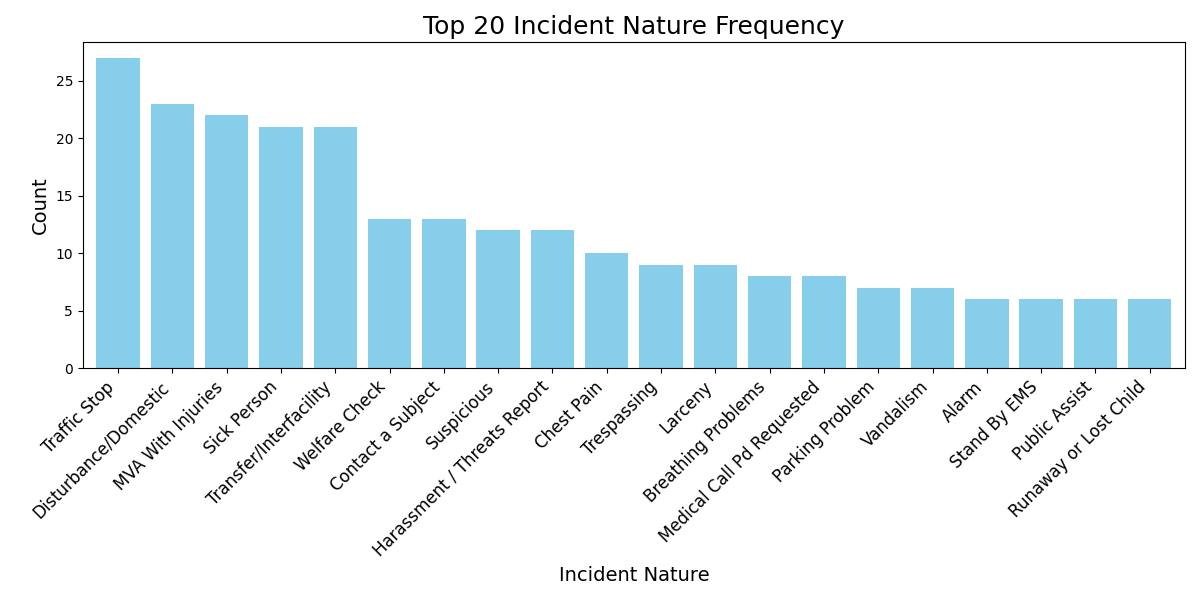 Top 20 Incident Nature Frequency
Count
25
20
15
10
5
0
Traffic Stop
Disturbance/Domestic
MVA With Injuries
Sick Person
Transfer/Interfacility
Welfare Check
Contact a Subject
Suspicious
Harassment / Threats Report
Chest Pain
Trespassing
Larceny
Breathing Problems
Medical Call Pd Requested
Parking Problem
Vandalism
Alarm
Stand By EMS
Public Assist
Runaway or Lost Child
Incident Nature